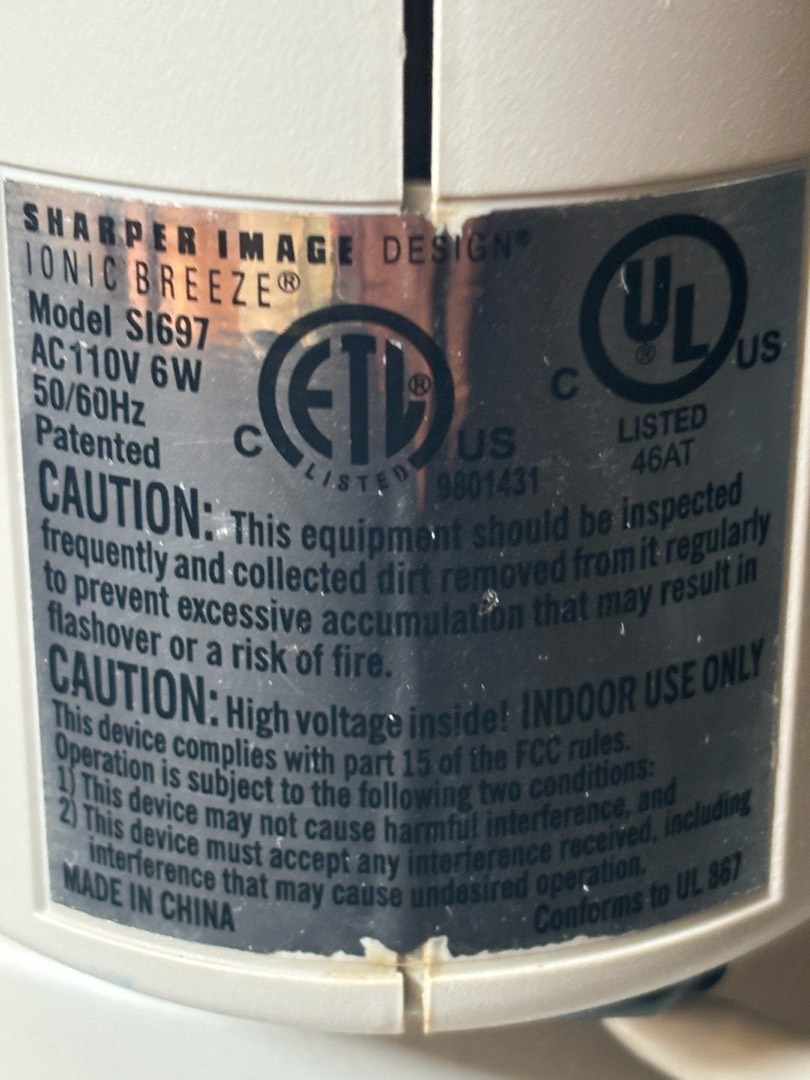 SHARPER IMAGE DESIGN®
IONIC BREEZE®
Model SI697
AC 110V 6W
50/60Hz
Patented
C ETL® US
LISTED
9801431
C UL® US
LISTED
46AT
CAUTION: This equipment should be inspected
frequently and collected dirt removed from it regularly
to prevent excessive accumulation that may result in
flashover or a risk of fire.
CAUTION: High voltage inside! INDOOR USE ONLY
This device complies with part 15 of the FCC rules.
Operation is subject to the following two conditions:
1) This device may not cause harmful interference, and
2) This device must accept any interference received, including
interference that may cause undesired operation.
MADE IN CHINA
Conforms to UL 867